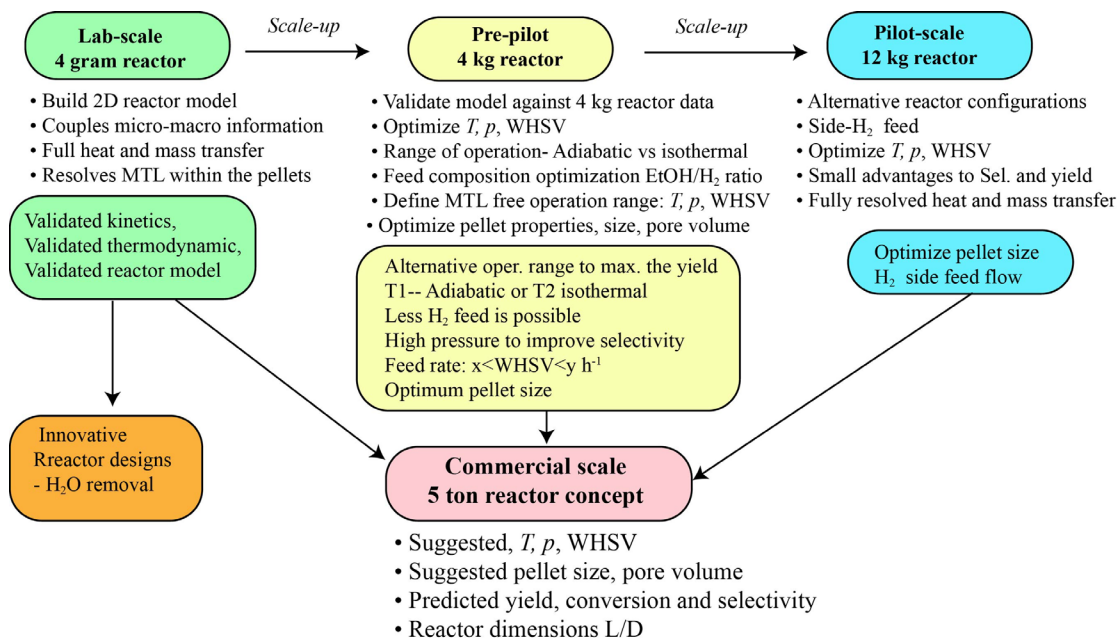 Lab-scale
4 gram reactor
Scale-up
Pre-pilot
4 kg reactor
Scale-up
Pilot-scale
12 kg reactor
• Build 2D reactor model
• Couples micro-macro information
• Full heat and mass transfer
• Resolves MTL within the pellets
• Validate model against 4 kg reactor data
• Optimize T, p, WHSV
• Range of operation- Adiabatic vs isothermal
• Feed composition optimization EtOH/H₂ ratio
• Define MTL free operation range: T, p, WHSV
• Optimize pellet properties, size, pore volume
• Alternative reactor configurations
• Side-H₂ feed
• Optimize T, p, WHSV
• Small advantages to Sel. and yield
• Fully resolved heat and mass transfer
Validated kinetics,
Validated thermodynamic,
Validated reactor model
Alternative oper. range to max. the yield
T1-- Adiabatic or T2 isothermal
Less H₂ feed is possible
High pressure to improve selectivity
Feed rate: x<WHSV<y h⁻¹
Optimum pellet size
Optimize pellet size
H₂ side feed flow
Innovative
Rreactor designs
- H₂O removal
Commercial scale
5 ton reactor concept
• Suggested, T, p, WHSV
• Suggested pellet size, pore volume
• Predicted yield, conversion and selectivity
• Reactor dimensions L/D